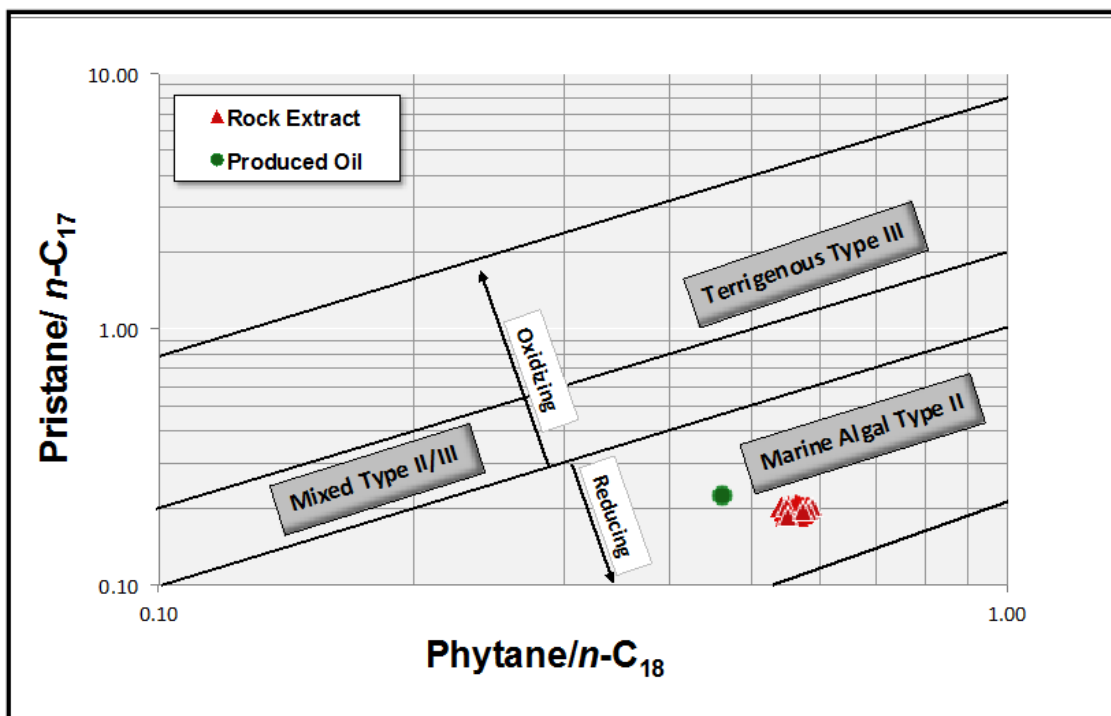 10.00
Rock Extract
Produced Oil
Terrigenous Type III
Pristane/ n-C17
1.00
Oxidizing
Marine Algal Type II
Mixed Type II/III
Reducing
0.10
0.10
1.00
Phytane/n-C18